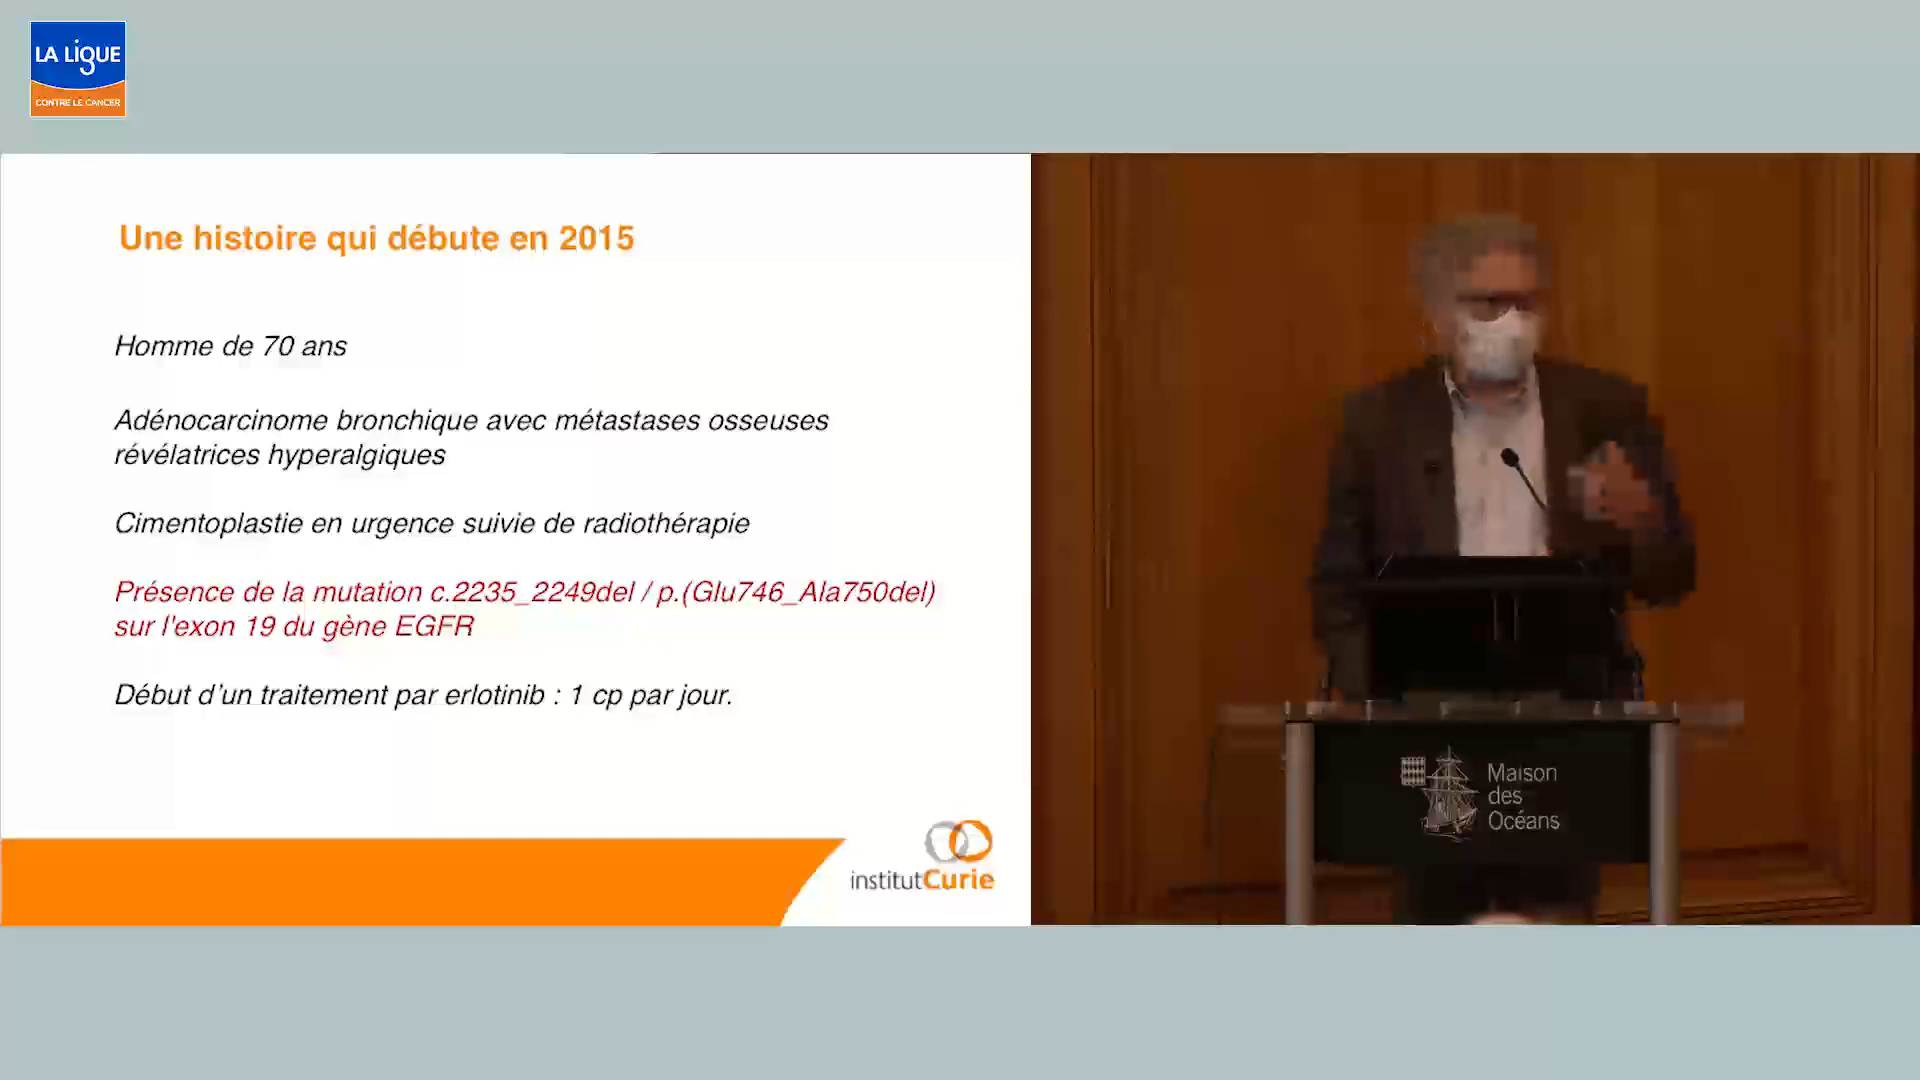 LA LIGUE
CONTRE LE CANCER
Une histoire qui débute en 2015
Homme de 70 ans
Adénocarcinome bronchique avec métastases osseuses
révélatrices hyperalgiques
Cimentoplastie en urgence suivie de radiothérapie
Présence de la mutation c.2235_2249del / p.(Glu746_Ala750del)
sur l'exon 19 du gène EGFR
Début d’un traitement par erlotinib : 1 cp par jour.
institutCurie
Maison
des
Océans